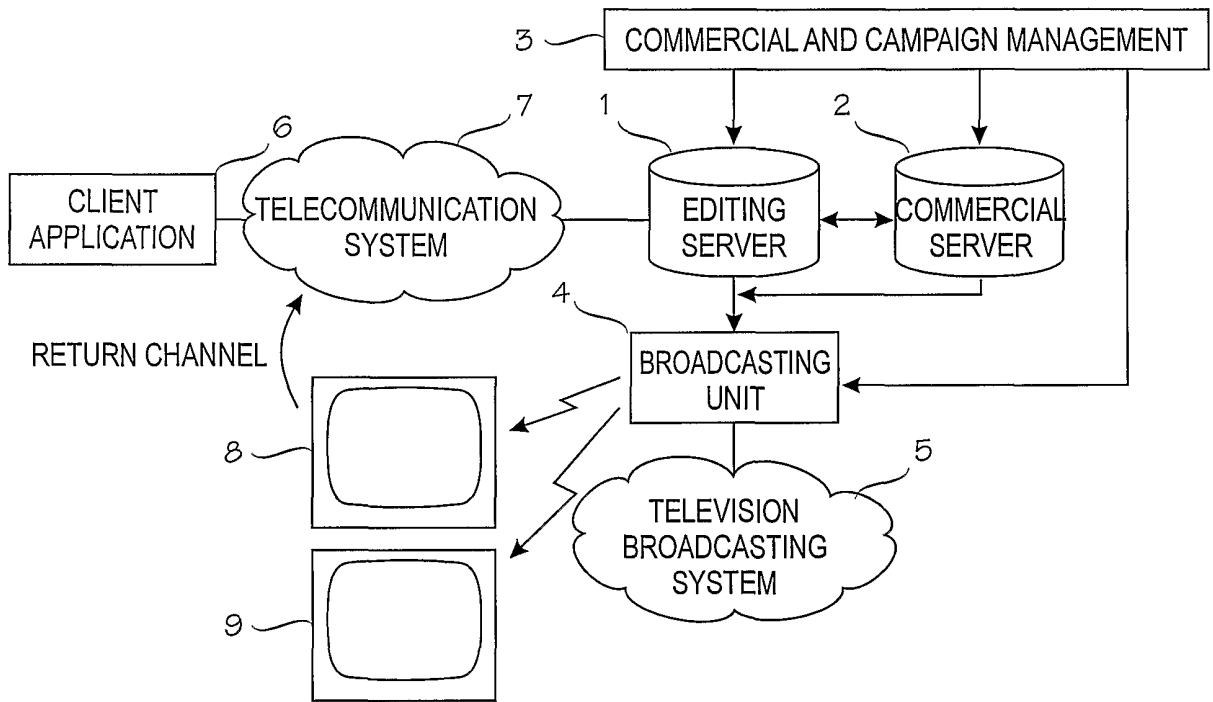 3
COMMERCIAL AND CAMPAIGN MANAGEMENT
1
2
7
6
CLIENT
APPLICATION
TELECOMMUNICATION
SYSTEM
EDITING
SERVER
COMMERCIAL
SERVER
4
RETURN CHANNEL
BROADCASTING
UNIT
8
5
TELEVISION
BROADCASTING
SYSTEM
9